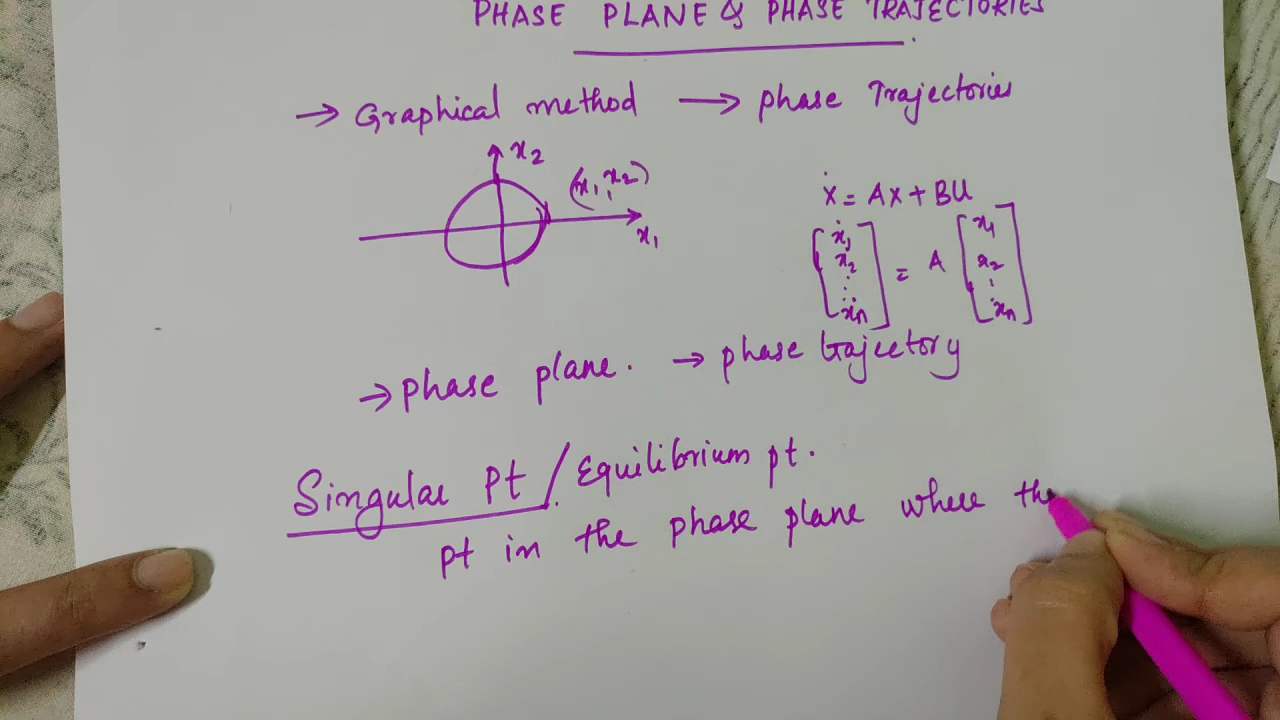 PHASE PLANE & PHASE TRAJECTORIES
→ Graphical method → phase Trajectories
x2
(x1, x2)
x1
ẋ = AX + BU
[ẋ1 x2 ⋮ ẋn] = A [x1 x2 ⋮ xn]
→ phase plane. → phase trajectory
Singular Pt / Equilibrium pt.
pt in the phase plane where the